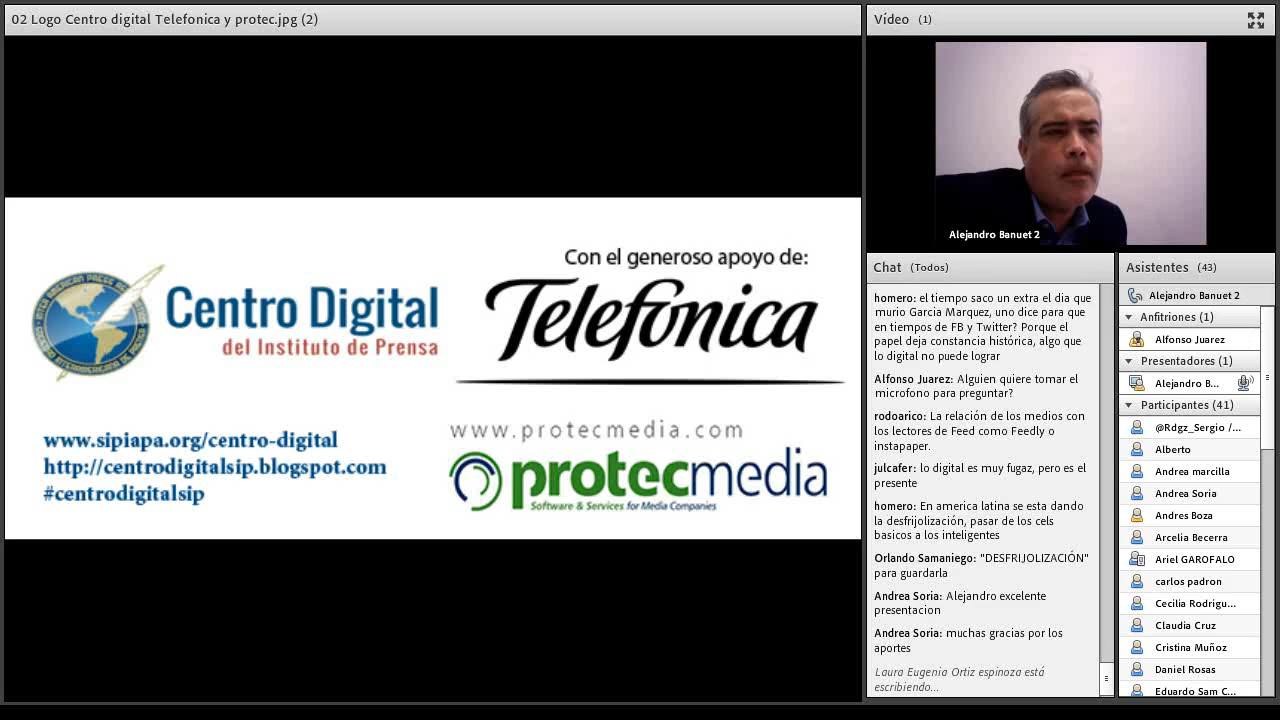 02 Logo Centro digital Telefonica y protec.jpg (2)
Con el generoso apoyo de:
Centro Digital
del Instituto de Prensa
Telefonica
www.sipiapa.org/centro-digital
http://centrodigitalsip.blogspot.com
#centrodigitalsip
www.protecmedia.com
protecmedia
Software & Services for Media Companies
Vídeo (1)
Alejandro Banuet 2
Chat (Todos)
homero: el tiempo saco un extra el dia que
murio Garcia Marquez, uno dice para que
en tiempos de FB y Twitter? Porque el
papel deja constancia histórica, algo que
lo digital no puede lograr
Alfonso Juarez: Alguien quiere tomar el
microfono para preguntar?
rodoarico: La relación de los medios con
los lectores de Feed como Feedly o
instapaper.
julcafer: lo digital es muy fugaz, pero es el
presente
homero: En america latina se esta dando
la desfrijolización, pasar de los cels
basicos a los inteligentes
Orlando Samaniego: "DESFRIJOLIZACIÓN"
para guardarla
Andrea Soria: Alejandro excelente
presentacion
Andrea Soria: muchas gracias por los
aportes
Laura Eugenio Ortiz espinoza está
escribiendo...
Asistentes (43)
Alejandro Banuet 2
Anfitriones (1)
Alfonso Juarez
Presentadores (1)
Alejandro B...
Participantes (41)
@Rdgz_Sergio /...
Alberto
Andrea marcilla
Andrea Soria
Andres Boza
Arcelia Becerra
Ariel GAROFALO
carlos padron
Cecilia Rodrigu...
Claudia Cruz
Cristina Muñoz
Daniel Rosas
Eduardo Sam C...